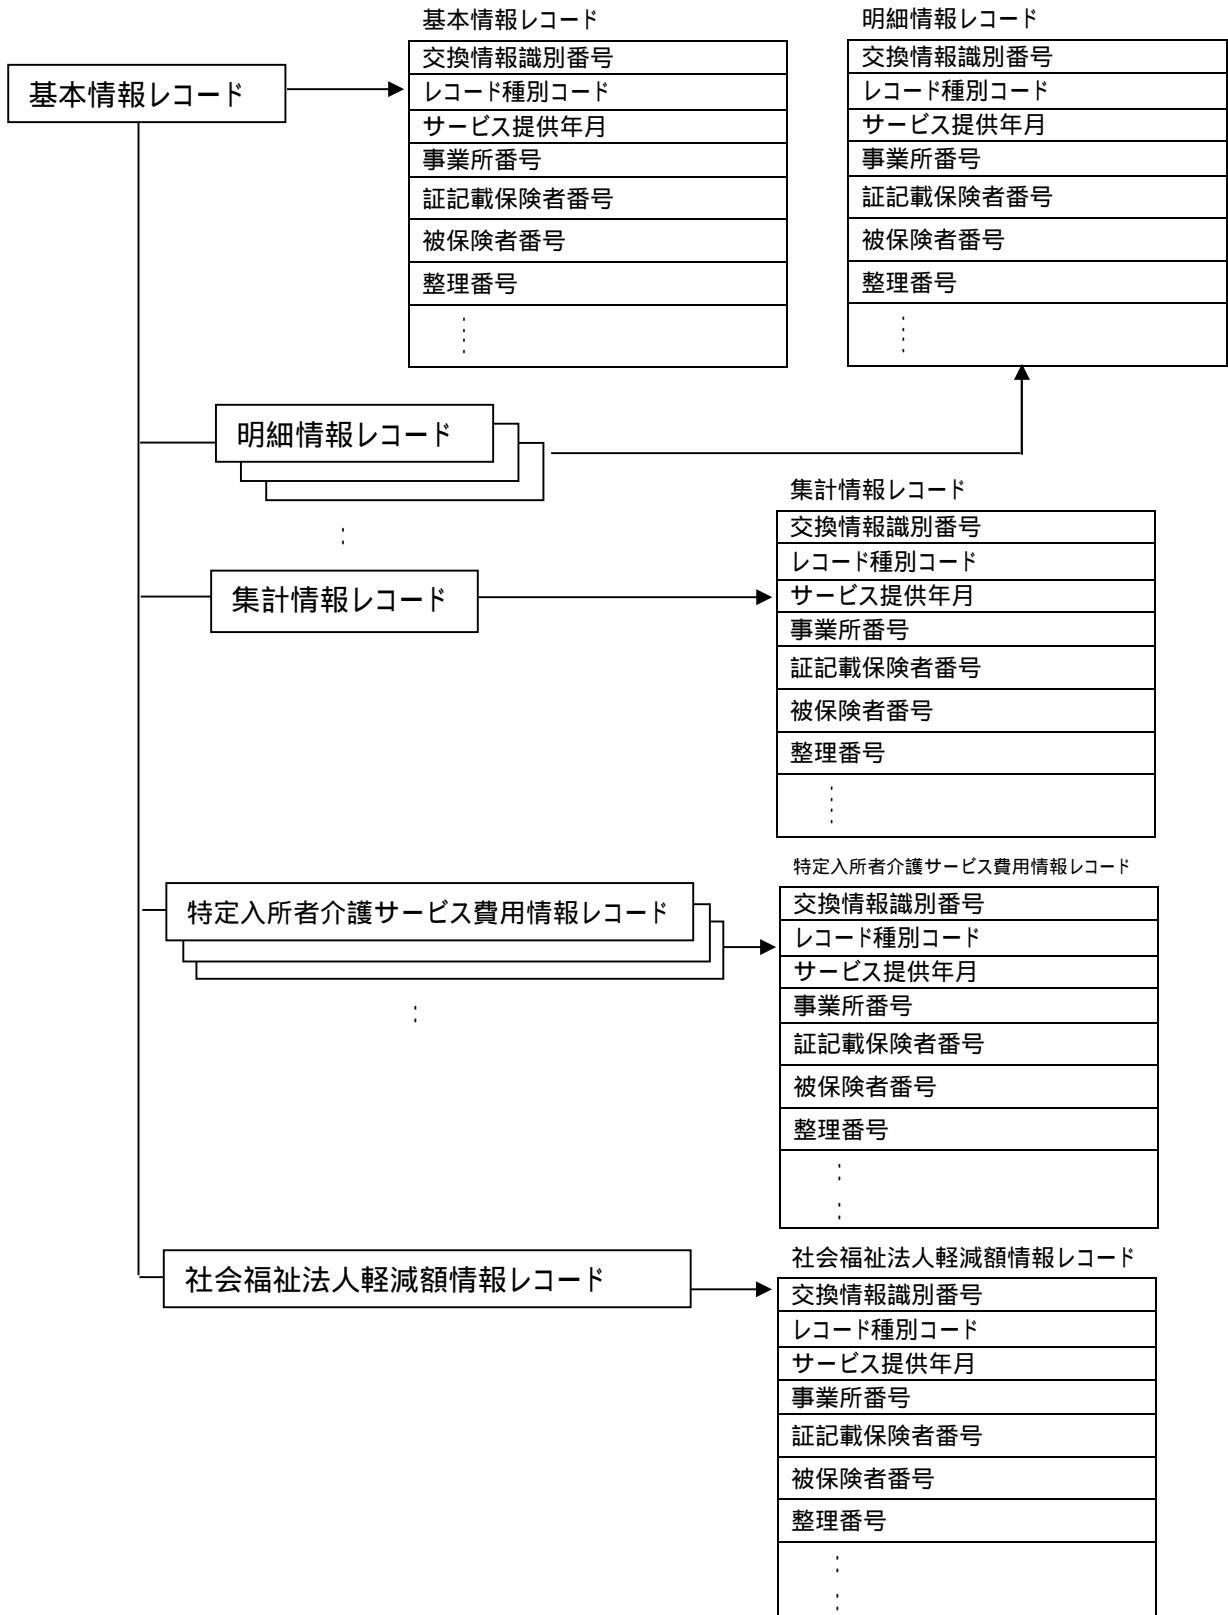 基本情報レコード
基本情報レコード
交換情報識別番号
レコード種別コード
サービス提供年月
事業所番号
証記載保険者番号
被保険者番号
整理番号
明細情報レコード
交換情報識別番号
レコード種別コード
サービス提供年月
事業所番号
証記載保険者番号
被保険者番号
整理番号
明細情報レコード
集計情報レコード
集計情報レコード
交換情報識別番号
レコード種別コード
サービス提供年月
事業所番号
証記載保険者番号
被保険者番号
整理番号
特定入所者介護サービス費用情報レコード
特定入所者介護サービス費用情報レコード
交換情報識別番号
レコード種別コード
サービス提供年月
事業所番号
証記載保険者番号
被保険者番号
整理番号
社会福祉法人軽減額情報レコード
社会福祉法人軽減額情報レコード
交換情報識別番号
レコード種別コード
サービス提供年月
事業所番号
証記載保険者番号
被保険者番号
整理番号